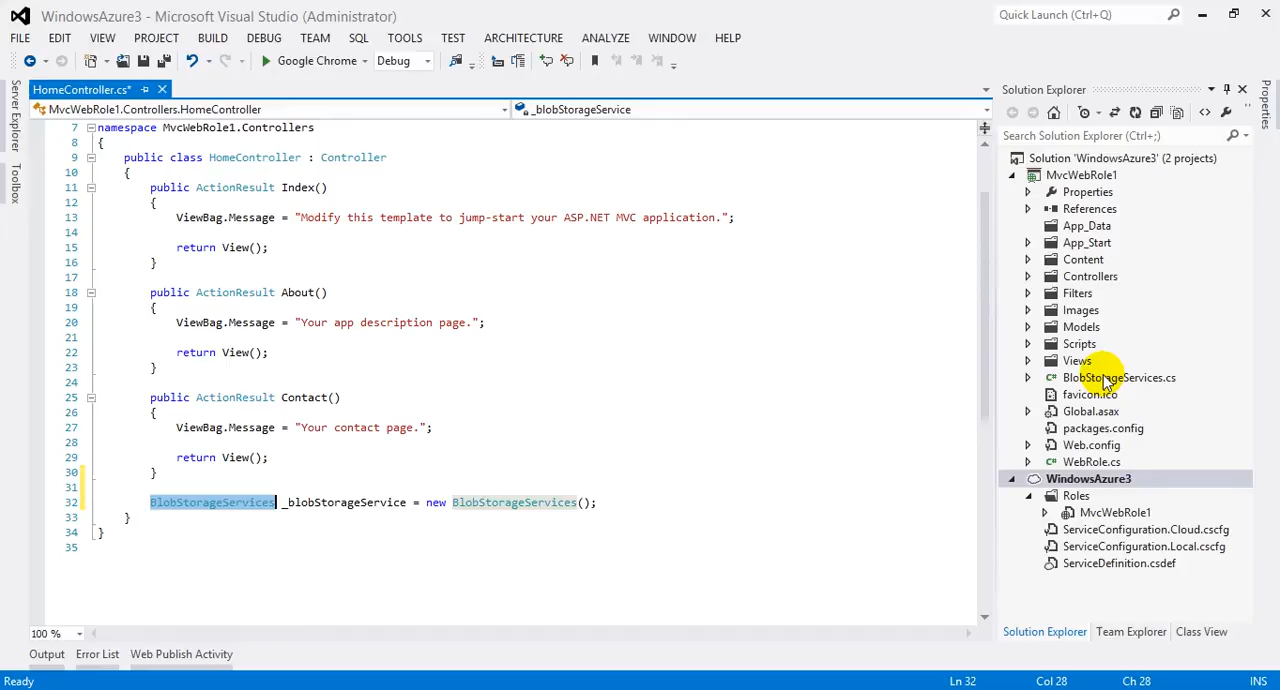 WindowsAzure3 - Microsoft Visual Studio (Administrator)
Quick Launch (Ctrl+Q)
FILE EDIT VIEW PROJECT BUILD DEBUG TEAM SQL TOOLS TEST ARCHITECTURE ANALYZE WINDOW HELP
Google Chrome Debug
Server Explorer
Toolbox
HomeController.cs*
MvcWebRole1.Controllers.HomeController
_blobStorageService
7 namespace MvcWebRole1.Controllers
8 {
9 public class HomeController : Controller
10 {
11 public ActionResult Index()
12 {
13 ViewBag.Message = "Modify this template to jump-start your ASP.NET MVC application.";
14
15 return View();
16 }
17
18 public ActionResult About()
19 {
20 ViewBag.Message = "Your app description page.";
21
22 return View();
23 }
24
25 public ActionResult Contact()
26 {
27 ViewBag.Message = "Your contact page.";
28
29 return View();
30 }
31
32 BlobStorageServices _blobStorageService = new BlobStorageServices();
33 }
34 }
35
100 %
Output Error List Web Publish Activity
Solution Explorer
Search Solution Explorer (Ctrl+;)
Solution 'WindowsAzure3' (2 projects)
MvcWebRole1
Properties
References
App_Data
App_Start
Content
Controllers
Filters
Images
Models
Scripts
Views
BlobStorageServices.cs
favicon.ico
Global.asax
packages.config
Web.config
WebRole.cs
WindowsAzure3
Roles
MvcWebRole1
ServiceConfiguration.Cloud.cscfg
ServiceConfiguration.Local.cscfg
ServiceDefinition.csdef
Solution Explorer Team Explorer Class View
Properties
Ready Ln 32 Col 28 Ch 28 INS